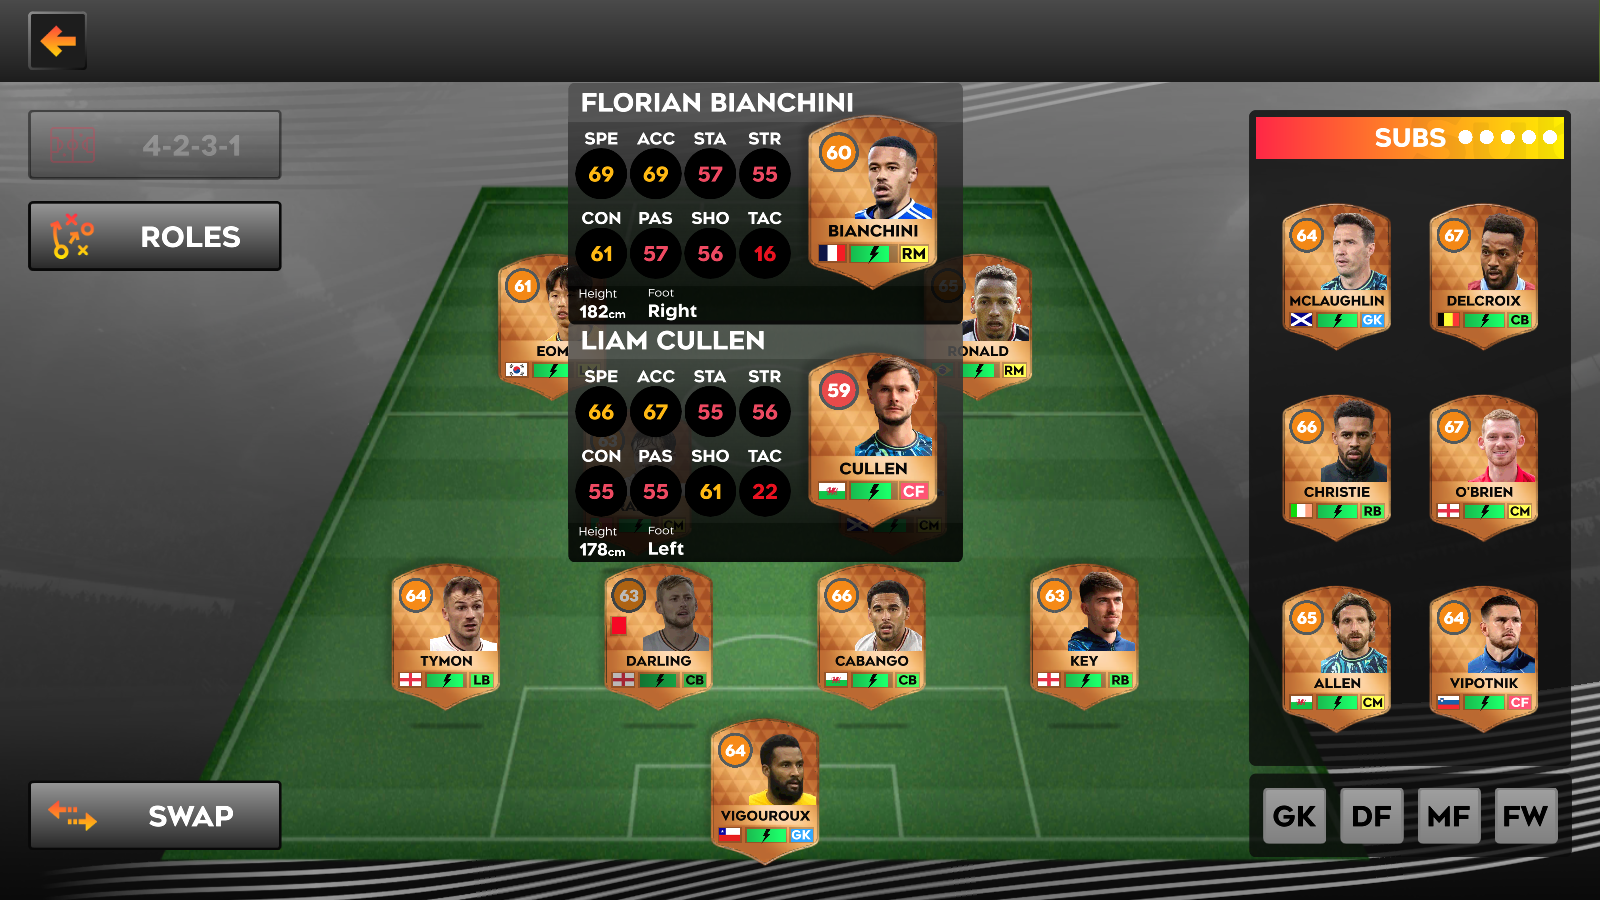 4-2-3-1
ROLES
SWAP
FLORIAN BIANCHINI
SPE ACC STA STR
69 69 57 55
CON PAS SHO TAC
61 57 56 16
Height Foot
182cm Right
60
BIANCHINI
RM
LIAM CULLEN
SPE ACC STA STR
66 67 55 56
CON PAS SHO TAC
55 55 61 22
Height Foot
178cm Left
59
CULLEN
CF
61
EOM
65
RONALD
RM
63
CM
CM
64
TYMON
LB
63
DARLING
CB
66
CABANGO
CB
63
KEY
RB
64
VIGOUROUX
GK
SUBS
64
MCLAUGHLIN
GK
67
DELCROIX
CB
66
CHRISTIE
RB
67
O'BRIEN
CM
65
ALLEN
CM
64
VIPOTNIK
CF
GK DF MF FW